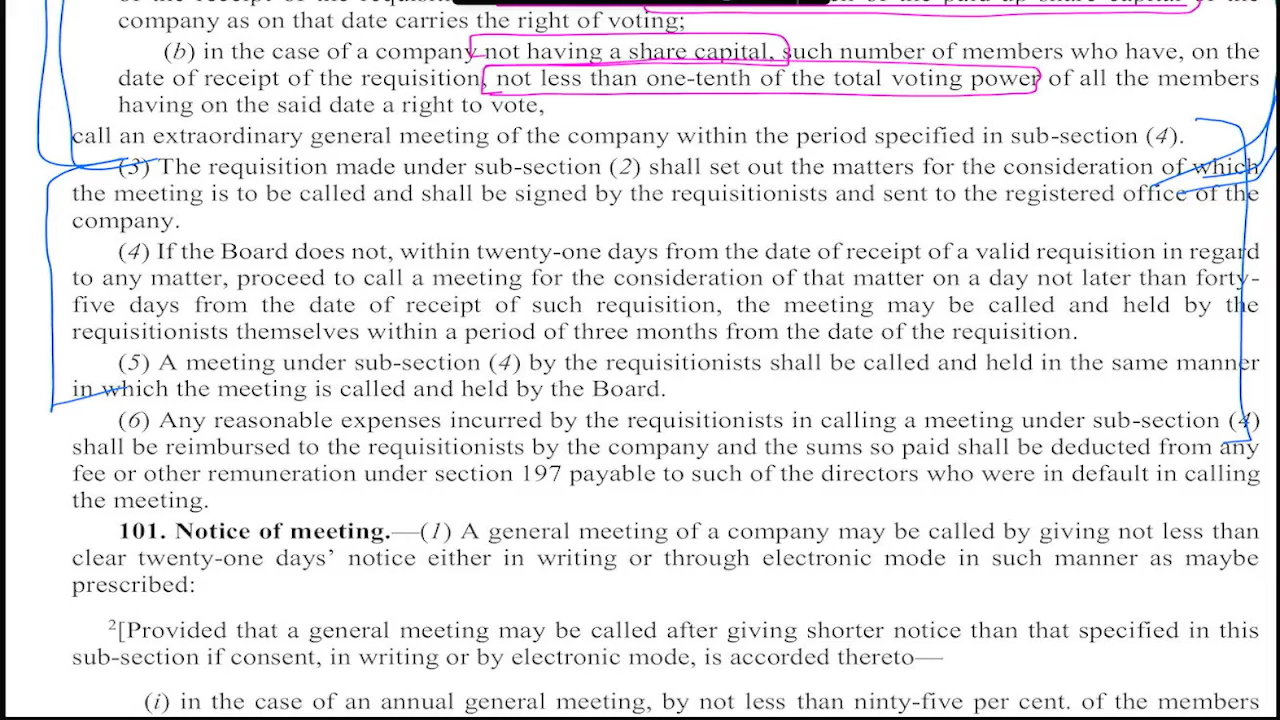 company as on that date carries the right of voting;
(b) in the case of a company not having a share capital, such number of members who have, on the
date of receipt of the requisition, not less than one-tenth of the total voting power of all the members
having on the said date a right to vote,
call an extraordinary general meeting of the company within the period specified in sub-section (4).
(3) The requisition made under sub-section (2) shall set out the matters for the consideration of which
the meeting is to be called and shall be signed by the requisitionists and sent to the registered office of the
company.
(4) If the Board does not, within twenty-one days from the date of receipt of a valid requisition in regard
to any matter, proceed to call a meeting for the consideration of that matter on a day not later than forty-
five days from the date of receipt of such requisition, the meeting may be called and held by the
requisitionists themselves within a period of three months from the date of the requisition.
(5) A meeting under sub-section (4) by the requisitionists shall be called and held in the same manner
in which the meeting is called and held by the Board.
(6) Any reasonable expenses incurred by the requisitionists in calling a meeting under sub-section (4)
shall be reimbursed to the requisitionists by the company and the sums so paid shall be deducted from any
fee or other remuneration under section 197 payable to such of the directors who were in default in calling
the meeting.
101. Notice of meeting.—(1) A general meeting of a company may be called by giving not less than
clear twenty-one days’ notice either in writing or through electronic mode in such manner as maybe
prescribed:
2[Provided that a general meeting may be called after giving shorter notice than that specified in this
sub-section if consent, in writing or by electronic mode, is accorded thereto—
(i) in the case of an annual general meeting, by not less than ninety-five per cent. of the members